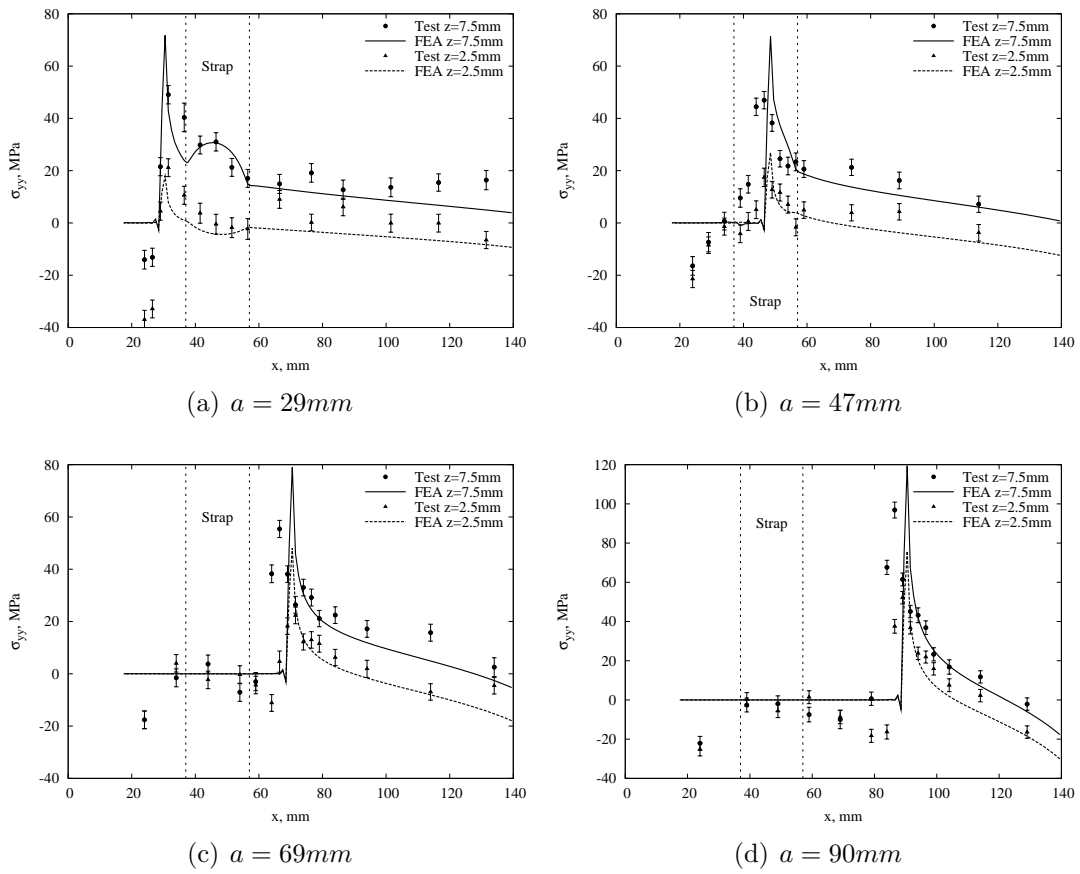 80
60
40
20
0
-20
-40
σyy, MPa
Strap
Test z=7.5mm
FEA z=7.5mm
Test z=2.5mm
FEA z=2.5mm
0 20 40 60 80 100 120 140
x, mm
(a) a = 29mm
80
60
40
20
0
-20
-40
σyy, MPa
Test z=7.5mm
FEA z=7.5mm
Test z=2.5mm
FEA z=2.5mm
Strap
0 20 40 60 80 100 120 140
x, mm
(b) a = 47mm
80
60
40
20
0
-20
-40
σyy, MPa
Strap
Test z=7.5mm
FEA z=7.5mm
Test z=2.5mm
FEA z=2.5mm
0 20 40 60 80 100 120 140
x, mm
(c) a = 69mm
120
100
80
60
40
20
0
-20
-40
σyy, MPa
Strap
Test z=7.5mm
FEA z=7.5mm
Test z=2.5mm
FEA z=2.5mm
0 20 40 60 80 100 120 140
x, mm
(d) a = 90mm